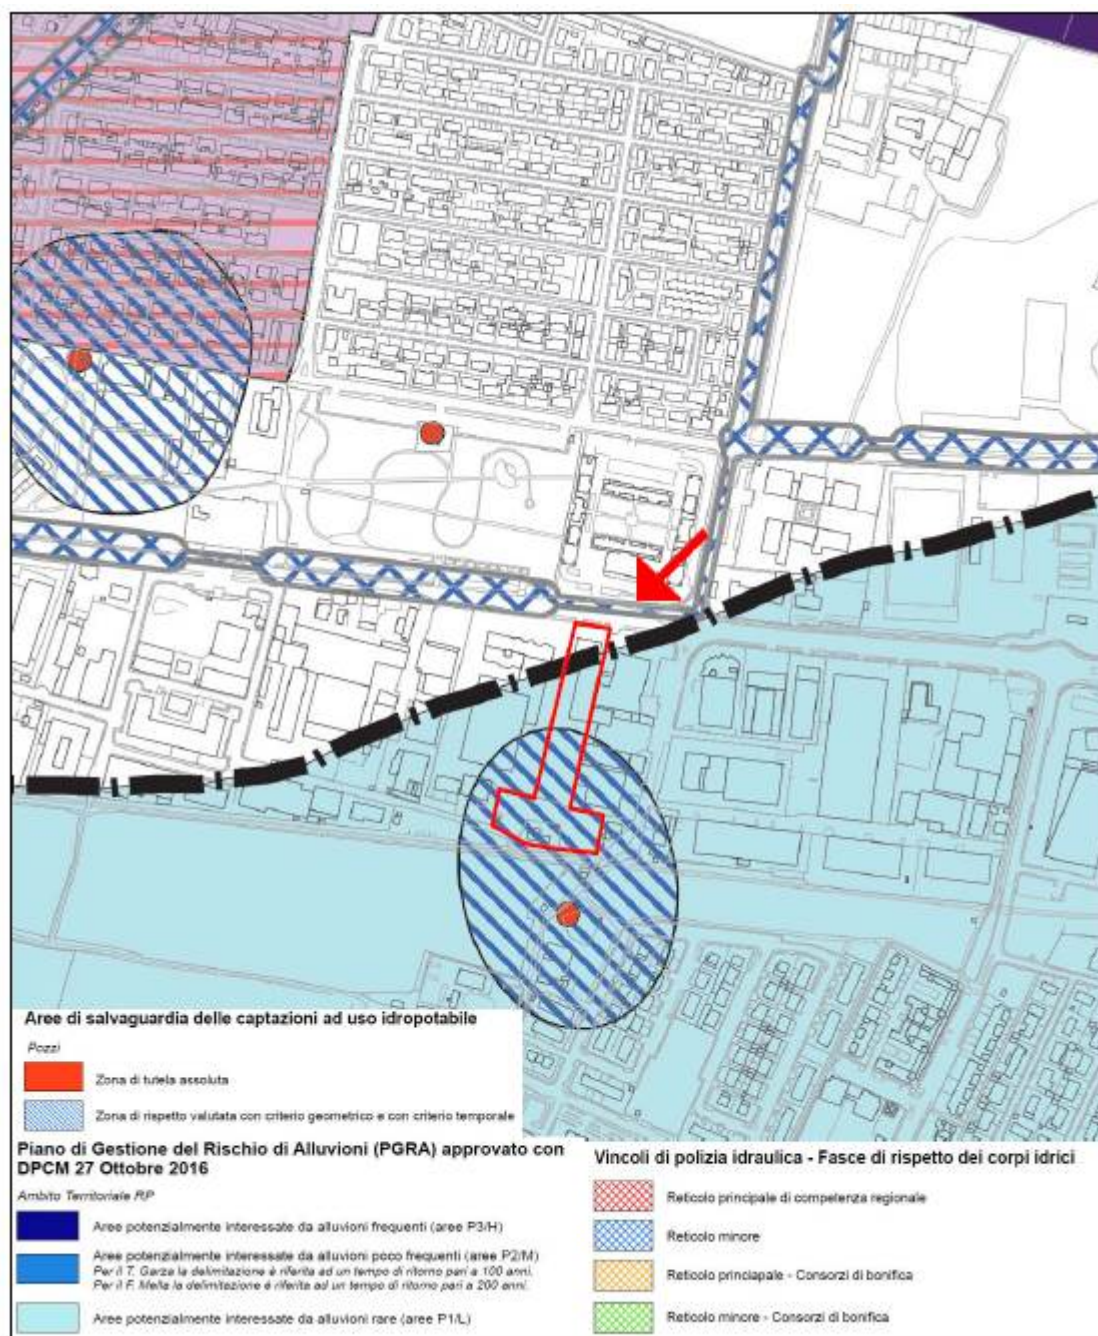 Aree di salvaguardia delle captazioni ad uso idropotabile
Pozzi
Zona di tutela assoluta
Zona di rispetto valutata con criterio geometrico e con criterio temporale
Piano di Gestione del Rischio di Alluvioni (PGRA) approvato con
DPCM 27 Ottobre 2016
Ambito Territoriale RP
Aree potenzialmente interessate da alluvioni frequenti (aree P3/H)
Aree potenzialmente interessate da alluvioni poco frequenti (aree P2/M)
Per il T. Garza la delimitazione è riferita ad un tempo di ritorno pari a 100 anni.
Per il F. Mella la delimitazione è riferita ad un tempo di ritorno pari a 200 anni.
Aree potenzialmente interessate da alluvioni rare (aree P1/L)
Vincoli di polizia idraulica - Fasce di rispetto dei corpi idrici
Reticolo principale di competenza regionale
Reticolo minore
Reticolo princiapale - Consorzi di bonifica
Reticolo minore - Consorzi di bonifica